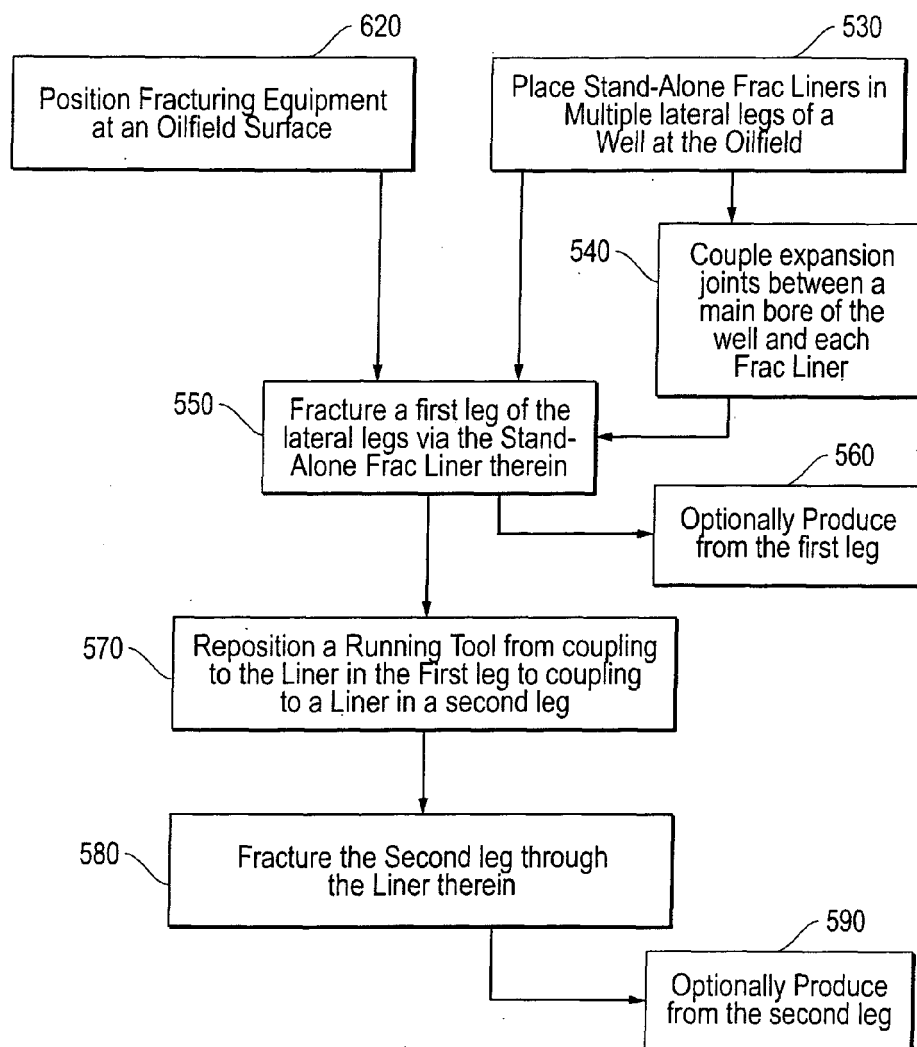 620
Position Fracturing Equipment
at an Oilfield Surface
530
Place Stand-Alone Frac Liners in
Multiple lateral legs of a
Well at the Oilfield
540
Couple expansion
joints between a
main bore of the
well and each
Frac Liner
550
Fracture a first leg of the
lateral legs via the Stand-
Alone Frac Liner therein
560
Optionally Produce
from the first leg
570
Reposition a Running Tool from coupling
to the Liner in the First leg to coupling
to a Liner in a second leg
580
Fracture the Second leg through
the Liner therein
590
Optionally Produce
from the second leg